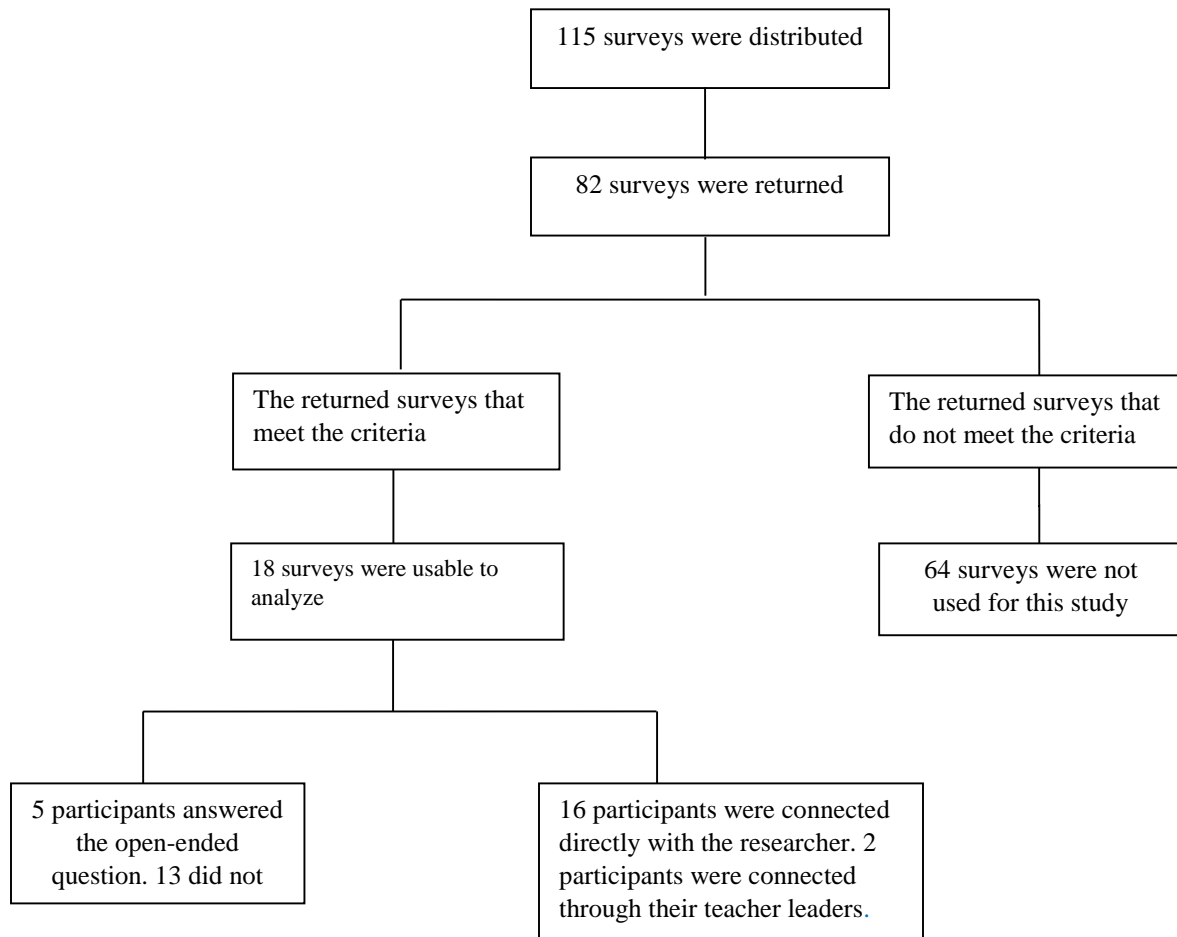 115 surveys were distributed
82 surveys were returned
The returned surveys that
meet the criteria
The returned surveys that
do not meet the criteria
18 surveys were usable to
analyze
64 surveys were not
used for this study
5 participants answered
the open-ended
question. 13 did not
16 participants were connected
directly with the researcher. 2
participants were connected
through their teacher leaders.